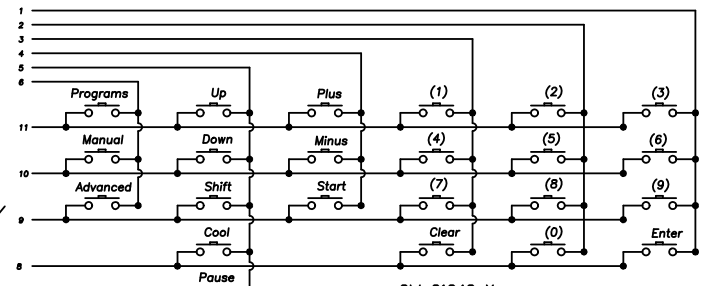 1
2
3
4
5
6
Programs Up Plus (1) (2) (3)
11
Manual Down Minus (4) (5) (6)
10
Advanced Shift Start (7) (8) (9)
9
Cool Clear (0) Enter
8
Pause